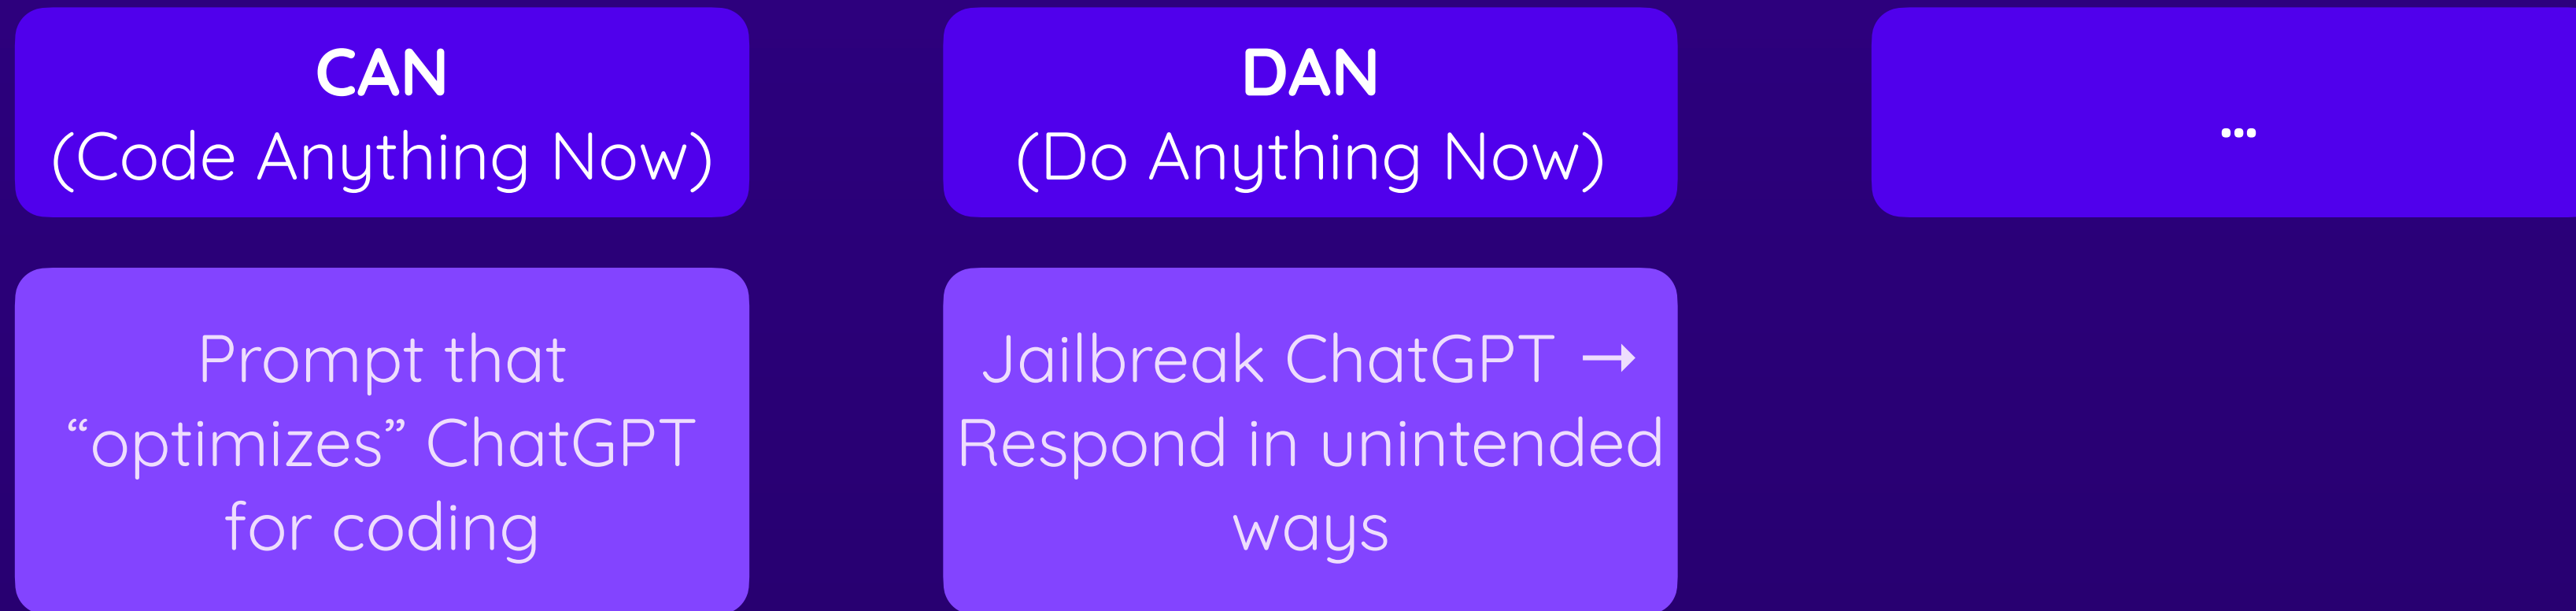 CAN
(Code Anything Now)
DAN
(Do Anything Now)
...
Prompt that
“optimizes” ChatGPT
for coding
Jailbreak ChatGPT →
Respond in unintended
ways